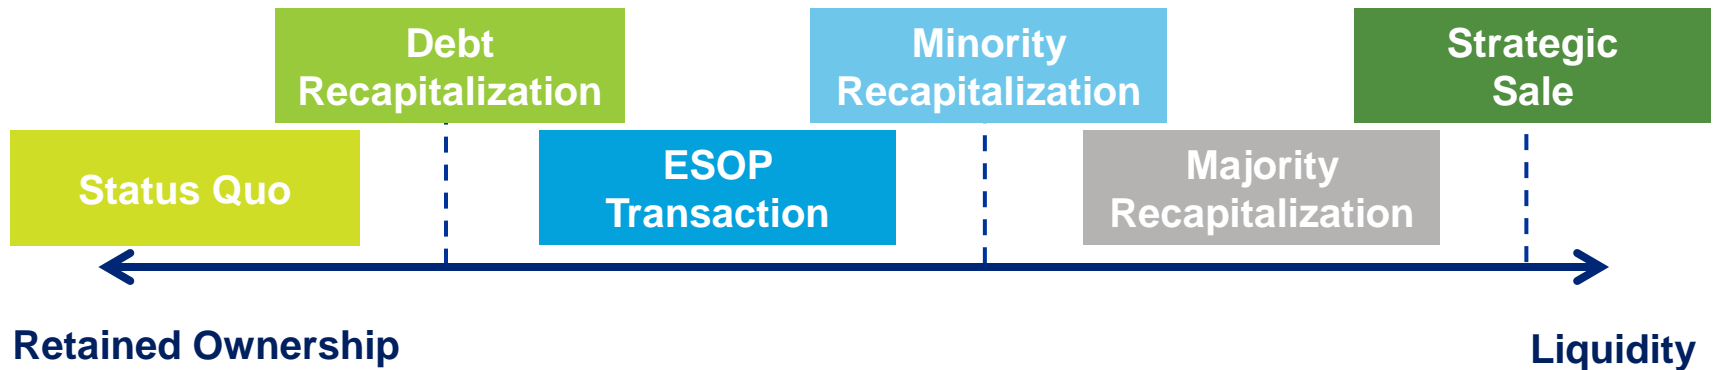 Debt
Recapitalization
Minority
Recapitalization
Strategic
Sale
Status Quo
ESOP
Transaction
Majority
Recapitalization
Retained Ownership
Liquidity